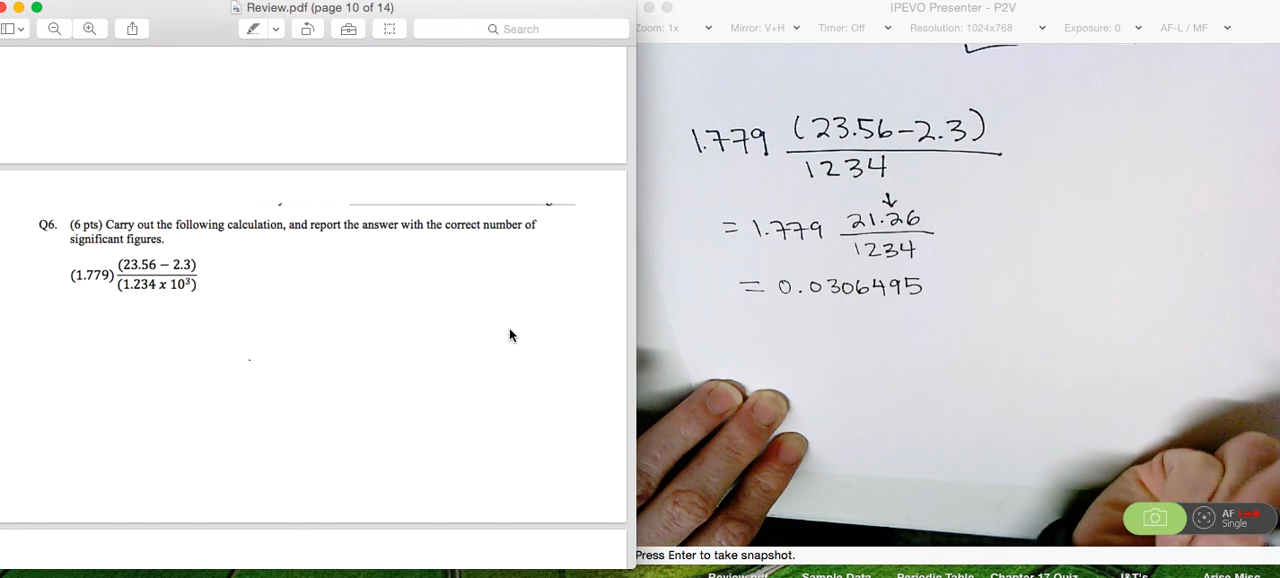 Review.pdf (page 10 of 14)
Search
Q6. (6 pts) Carry out the following calculation, and report the answer with the correct number of
significant figures.
(1.779) (23.56 − 2.3)
(1.234 x 10³)
IPEVO Presenter - P2V
Zoom: 1x Mirror: V+H Timer: Off Resolution: 1024x768 Exposure: 0 AF-L / MF
1.779 (23.56-2.3)
1234
↓
= 1.779 21.26
1234
= 0.0306495
AF
Single
Press Enter to take snapshot.
Review.pdf Sample Data Periodic Table Chapter 17 Quiz I&T's Arise Misc